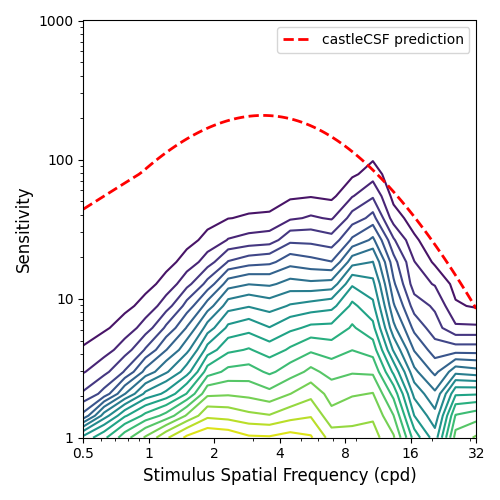 castleCSF prediction
Sensitivity
1000
100
10
1
0.5 1 2 4 8 16 32
Stimulus Spatial Frequency (cpd)